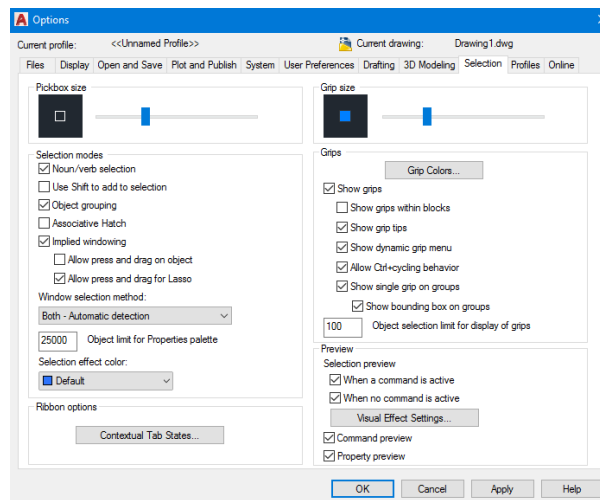 A Options
Current profile: <<Unnamed Profile>> Current drawing: Drawing1.dwg
Files Display Open and Save Plot and Publish System User Preferences Drafting 3D Modeling Selection Profiles Online
Pickbox size
Selection modes
Noun/verb selection
Use Shift to add to selection
Object grouping
Associative Hatch
Implied windowing
Allow press and drag on object
Allow press and drag for Lasso
Window selection method:
Both - Automatic detection
25000 Object limit for Properties palette
Selection effect color:
Default
Ribbon options
Contextual Tab States...
Grip size
Grips
Grip Colors...
Show grips
Show grips within blocks
Show grip tips
Show dynamic grip menu
Allow Ctrl+cycling behavior
Show single grip on groups
Show bounding box on groups
100 Object selection limit for display of grips
Preview
Selection preview
When a command is active
When no command is active
Visual Effect Settings...
Command preview
Property preview
OK Cancel Apply Help